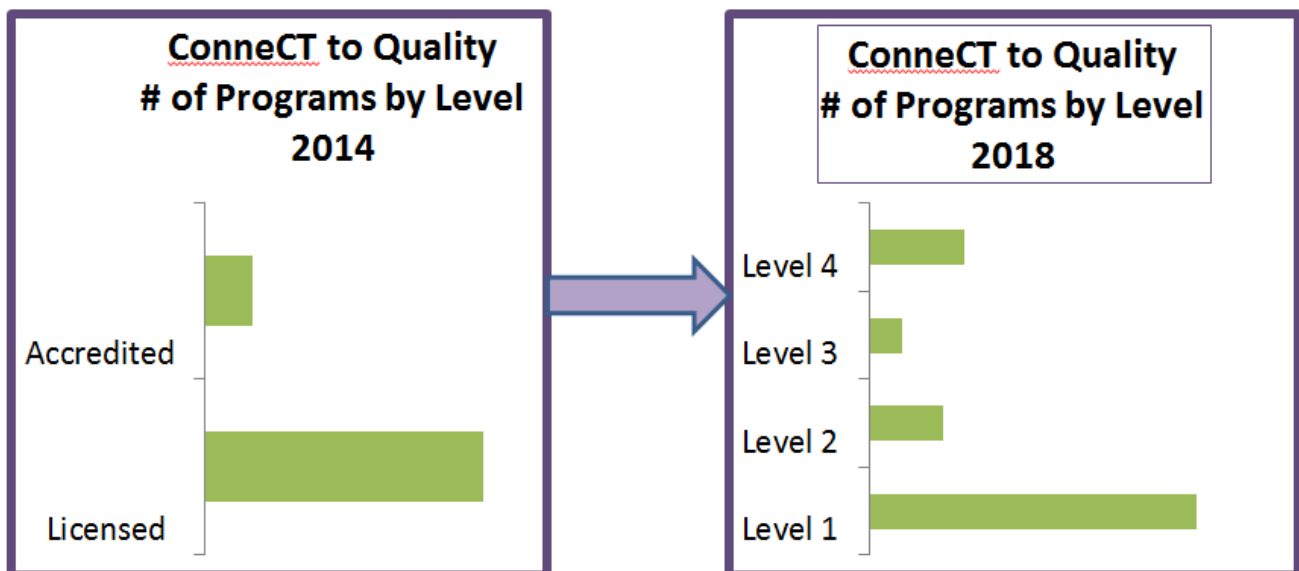 ConneCT to Quality
# of Programs by Level
2014
Accredited
Licensed
ConneCT to Quality
# of Programs by Level
2018
Level 4
Level 3
Level 2
Level 1